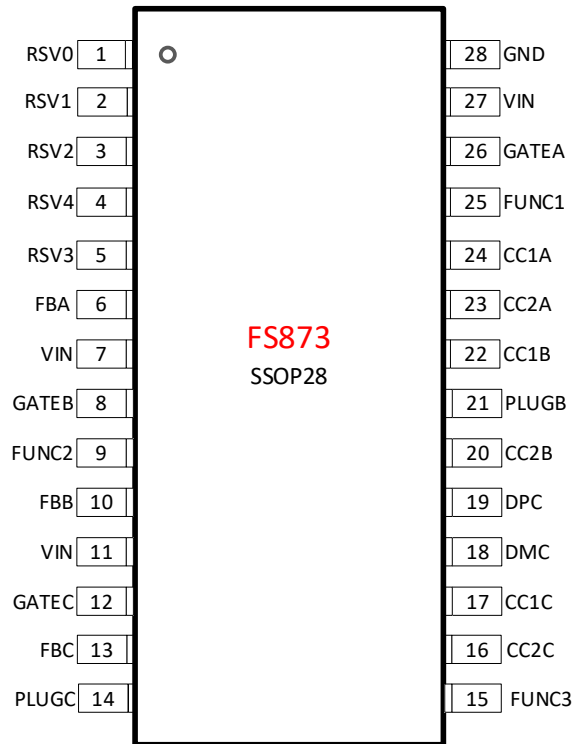 RSV0 1 28 GND
RSV1 2 27 VIN
RSV2 3 26 GATEA
RSV4 4 25 FUNC1
RSV3 5 24 CC1A
FBA 6 23 CC2A
FS873
VIN 7 22 CC1B
SSOP28
GATEB 8 21 PLUGB
FUNC2 9 20 CC2B
FBB 10 19 DPC
VIN 11 18 DMC
GATEC 12 17 CC1C
FBC 13 16 CC2C
PLUGC 14 15 FUNC3